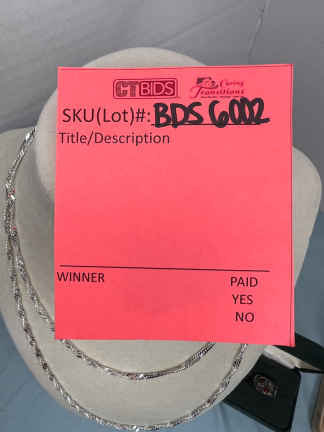 CTBIDS Caring Transitions
SKU(Lot)#: BDS 6002
Title/Description
WINNER PAID
YES
NO